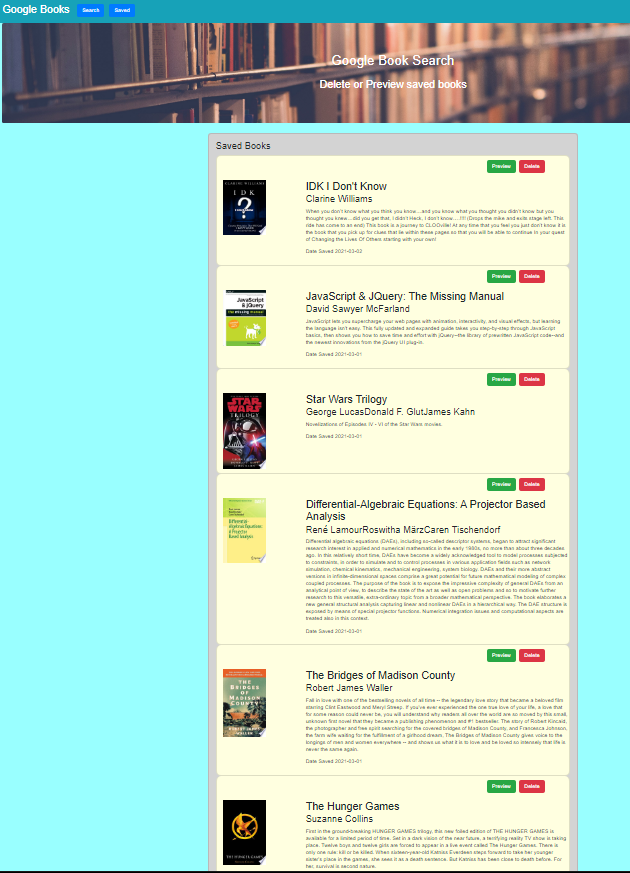 Google Books Search Saved
Google Book Search
Delete or Preview saved books
Saved Books
Preview Delete
CLARINE WILLIAMS
IDK
?
IDK I Don't Know
Clarine Williams
When you don't know what you think you know....and you know what you thought you didn't know but you
thought you knew....did you get that, I didn't! Heck, I don't know.....!!!! (Drops the mike and exits stage left. This
ride has come to an end) This book is a journey to CLOOville! At any time that you feel you just don't know it is
the book that you pick up for clues that lie within these pages so that you will be able to continue in your quest
of Changing the Lives Of Others starting with your own!
Date Saved 2021-03-02
Preview Delete
JavaScript
& jQuery
the missing manual
JavaScript & JQuery: The Missing Manual
David Sawyer McFarland
JavaScript lets you supercharge your web pages with animation, interactivity, and visual effects, but learning
the language isn't easy. This fully updated and expanded guide takes you step-by-step through JavaScript
basics, then shows you how to save time and effort with jQuery--the library of prewritten JavaScript code--and
the newest innovations from the jQuery UI plug-in.
Date Saved 2021-03-01
Preview Delete
STAR
WARS
TRILOGY
Star Wars Trilogy
George LucasDonald F. GlutJames Kahn
Novelizations of Episodes IV - VI of the Star Wars movies.
Date Saved 2021-03-01
Preview Delete
Differential-
Algebraic Equations:
A Projector
Based Analysis
Differential-Algebraic Equations: A Projector Based
Analysis
René LamourRoswitha MärzCaren Tischendorf
Differential algebraic equations (DAEs), including so-called descriptor systems, began to attract significant
research interest in applied and numerical mathematics in the early 1980s, no more than about three decades
ago. In this relatively short time, DAEs have become a widely acknowledged tool to model processes subjected
to constraints, in order to simulate and to control processes in various application fields such as network
simulation, chemical kinematics, mechanical engineering, system biology. DAEs and their more abstract
versions in infinite-dimensional spaces comprise a great potential for future mathematical modeling of complex
coupled processes. The purpose of the book is to expose the impressive complexity of general DAEs from an
analytical point of view, to describe the state of the art as well as open problems and so to motivate further
research to this versatile, extra-ordinary topic from a broader mathematical perspective. The book elaborates a
new general structural analysis capturing linear and nonlinear DAEs in a hierarchical way. The DAE structure is
exposed by means of special projector functions. Numerical integration issues and computational aspects are
treated also in this context.
Date Saved 2021-03-01
Preview Delete
THE
BRIDGES
OF
MADISON
COUNTY
ROBERT JAMES
WALLER
The Bridges of Madison County
Robert James Waller
Fall in love with one of the bestselling novels of all time -- the legendary love story that became a beloved film
starring Clint Eastwood and Meryl Streep. If you've ever experienced the one true love of your life, a love that
for some reason could never be, you will understand why readers all over the world are so moved by this small,
unknown first novel that they became a publishing phenomenon and #1 bestseller. The story of Robert Kincaid,
the photographer and free spirit searching for the covered bridges of Madison County, and Francesca Johnson,
the farm wife waiting for the fulfillment of a girlhood dream, The Bridges of Madison County gives voice to the
longings of men and women everywhere -- and shows us what it is to love and be loved so intensely that life is
never the same again.
Date Saved 2021-03-01
Preview Delete
THE HUNGER GAMES
The Hunger Games
Suzanne Collins
First in the ground-breaking HUNGER GAMES trilogy, this new foiled edition of THE HUNGER GAMES is
available for a limited period of time. Set in a dark vision of the near future, a terrifying reality TV show is taking
place. Twelve boys and twelve girls are forced to appear in a live event called The Hunger Games. There is
only one rule: kill or be killed. When sixteen-year-old Katniss Everdeen steps forward to take her younger
sister's place in the games, she sees it as a death sentence. But Katniss has been close to death before. For
her, survival is second nature.